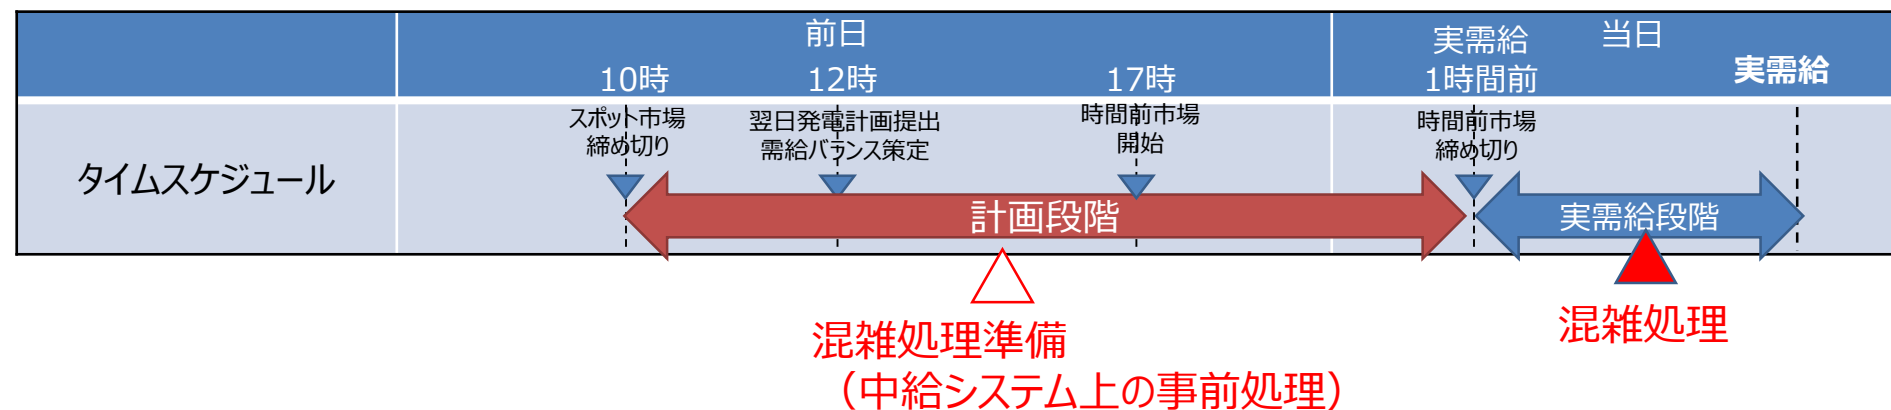 前日
当日
10時
12時
17時
実需給
1時間前
実需給
タイムスケジュール
スポット市場
締め切り
翌日発電計画提出
需給バランス策定
時間前市場
開始
時間前市場
締め切り
計画段階
実需給段階
混雑処理準備
（中給システム上の事前処理）
混雑処理